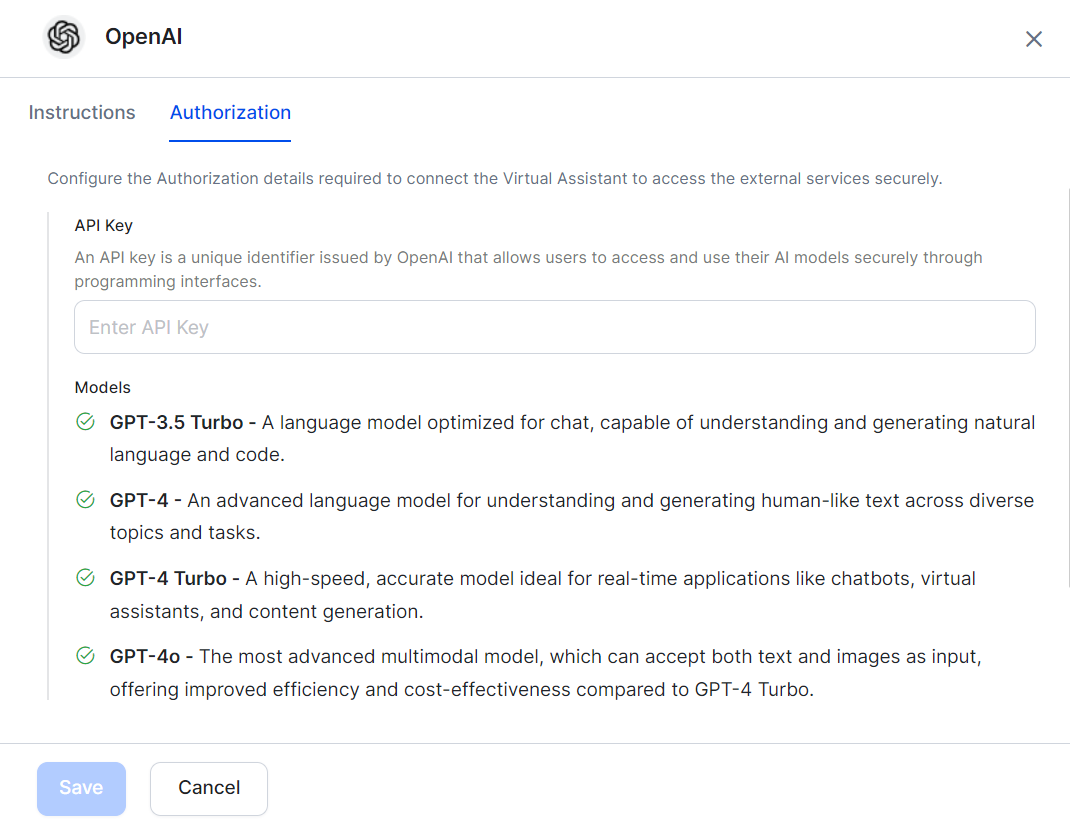 OpenAI
Instructions
Authorization
Configure the Authorization details required to connect the Virtual Assistant to access the external services securely.
API Key
An API key is a unique identifier issued by OpenAI that allows users to access and use their AI models securely through
programming interfaces.
Enter API Key
Models
GPT-3.5 Turbo - A language model optimized for chat, capable of understanding and generating natural
language and code.
GPT-4 - An advanced language model for understanding and generating human-like text across diverse
topics and tasks.
GPT-4 Turbo - A high-speed, accurate model ideal for real-time applications like chatbots, virtual
assistants, and content generation.
GPT-4o - The most advanced multimodal model, which can accept both text and images as input,
offering improved efficiency and cost-effectiveness compared to GPT-4 Turbo.
Save
Cancel